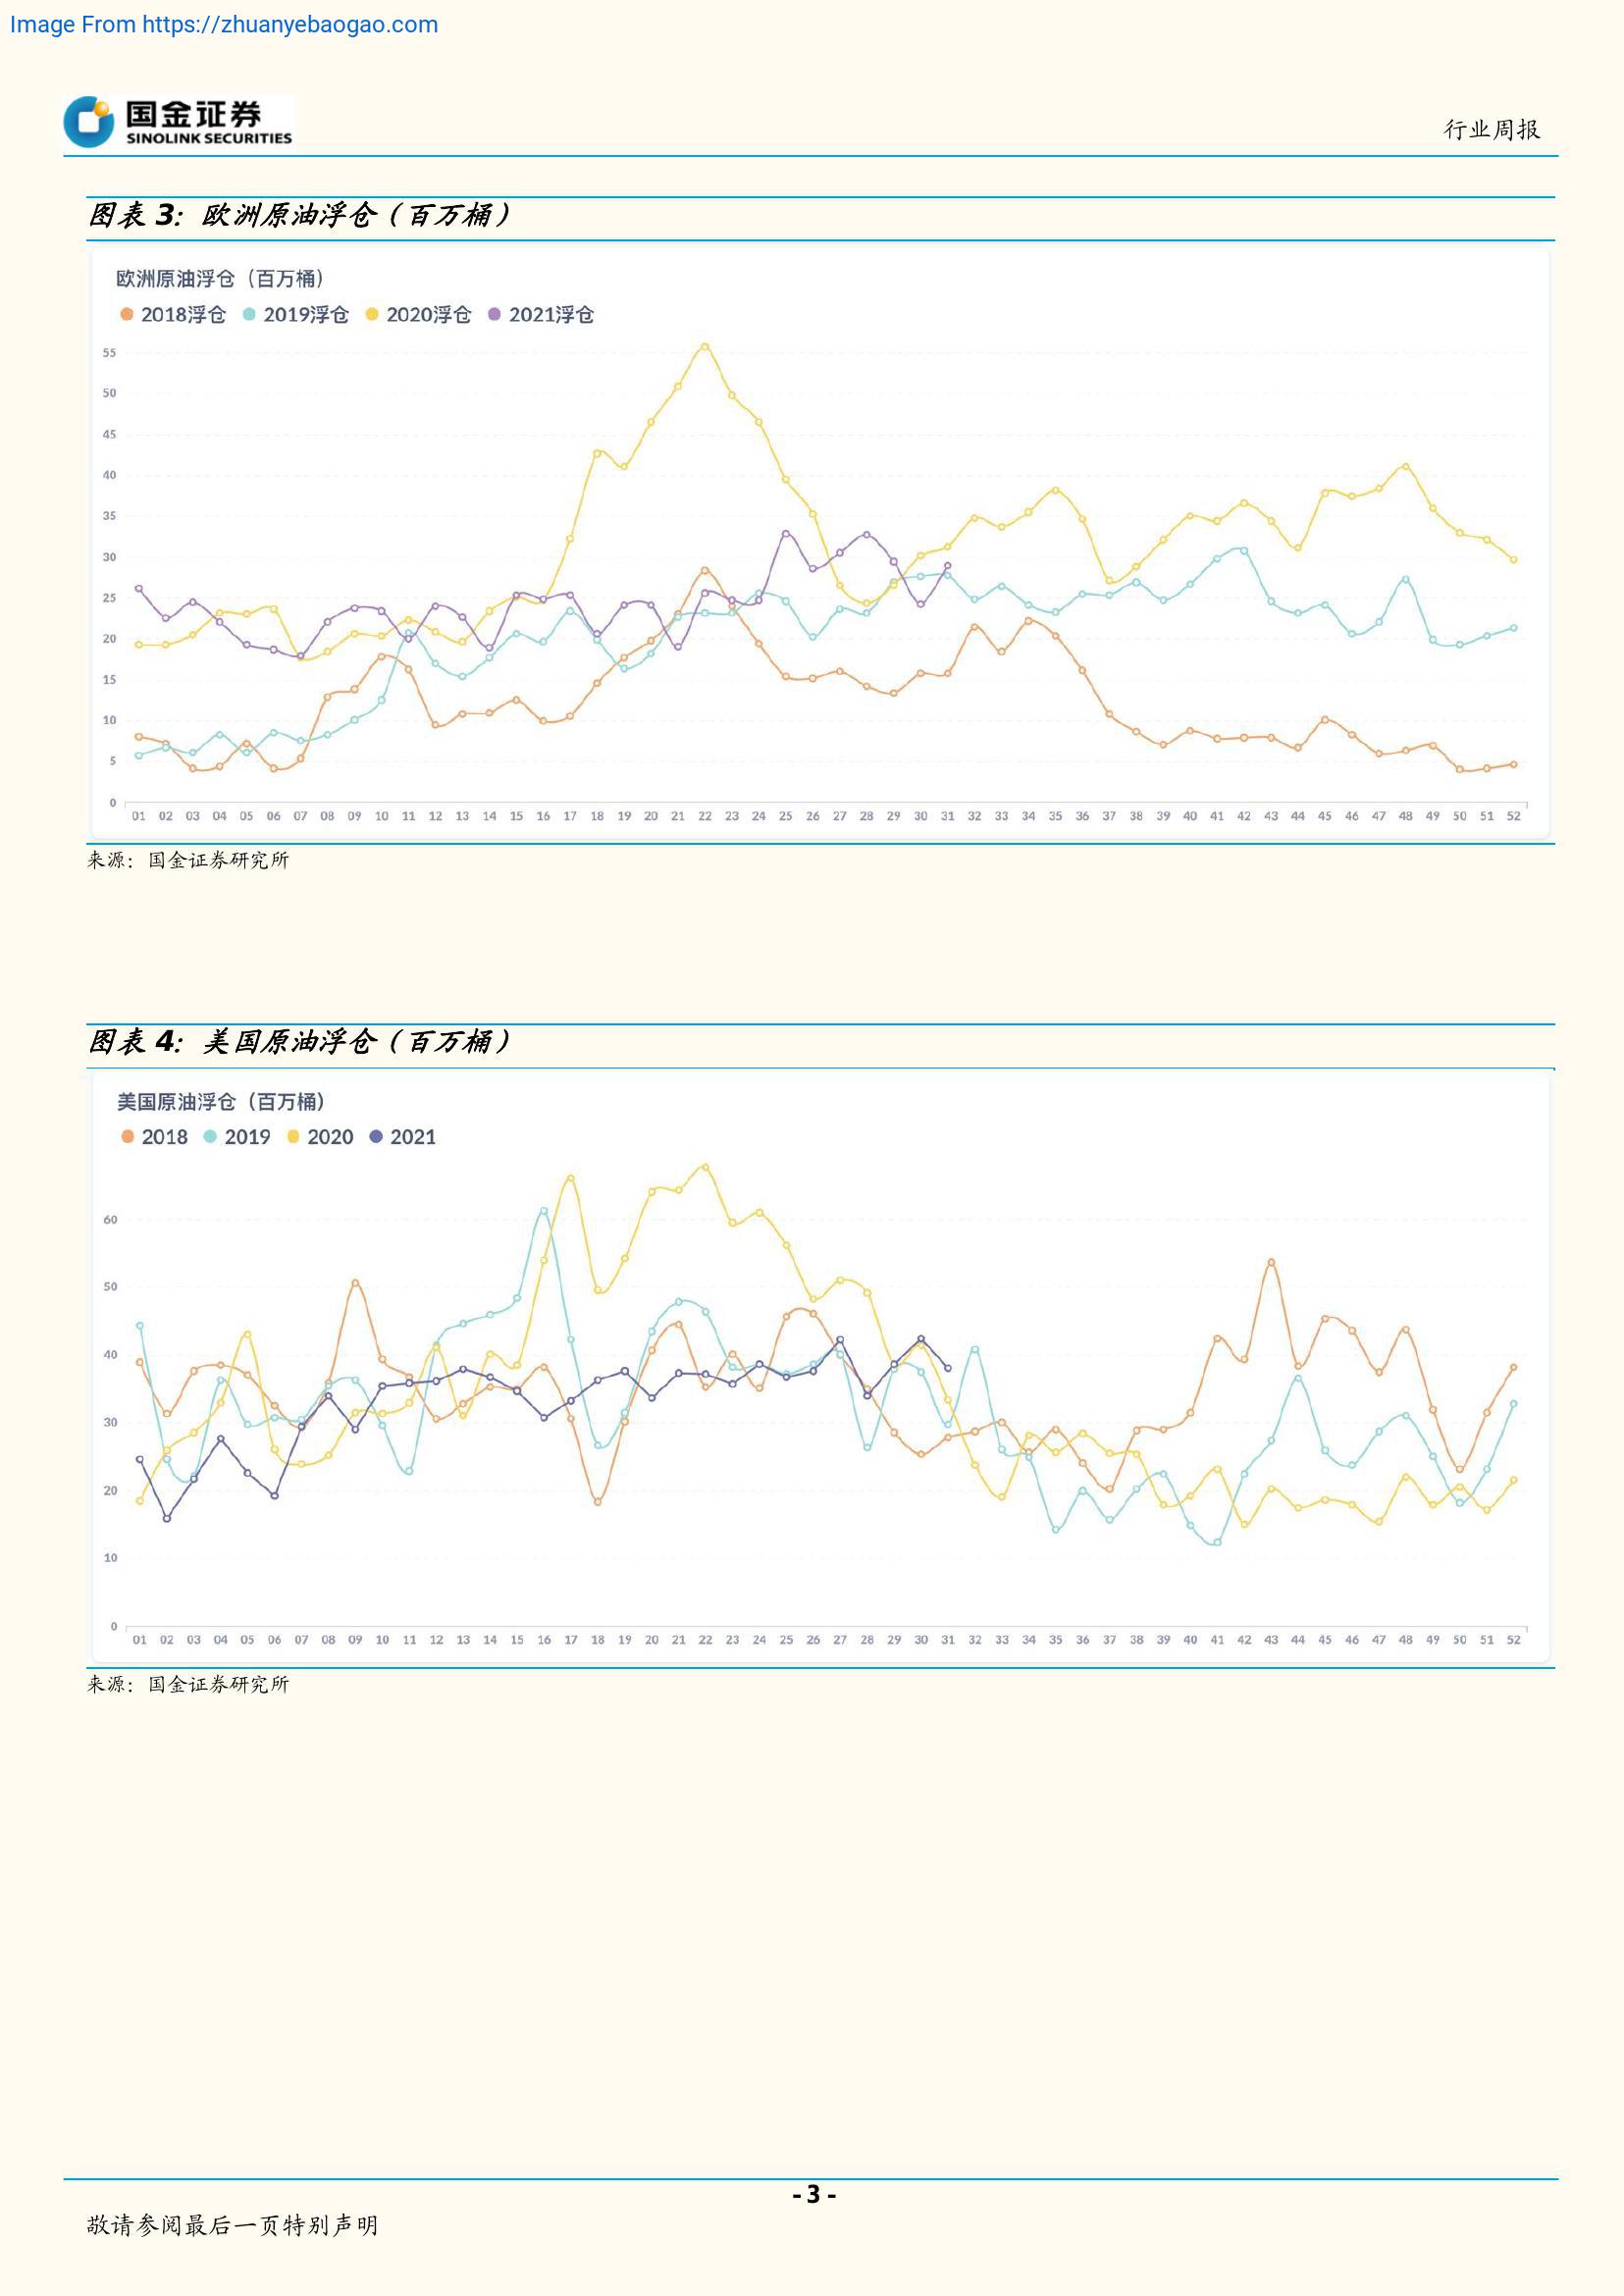 Image From https://zhuanyebaogao.com
国金证券
SINOLINK SECURITIES
行业周报
图表 3：欧洲原油浮仓（百万桶）
欧洲原油浮仓（百万桶）
2018浮仓 2019浮仓 2020浮仓 2021浮仓
55
50
45
40
35
30
25
20
15
10
5
0
01 02 03 04 05 06 07 08 09 10 11 12 13 14 15 16 17 18 19 20 21 22 23 24 25 26 27 28 29 30 31 32 33 34 35 36 37 38 39 40 41 42 43 44 45 46 47 48 49 50 51 52
来源：国金证券研究所
图表 4：美国原油浮仓（百万桶）
美国原油浮仓（百万桶）
2018 2019 2020 2021
60
50
40
30
20
10
0
01 02 03 04 05 06 07 08 09 10 11 12 13 14 15 16 17 18 19 20 21 22 23 24 25 26 27 28 29 30 31 32 33 34 35 36 37 38 39 40 41 42 43 44 45 46 47 48 49 50 51 52
来源：国金证券研究所
- 3 -
敬请参阅最后一页特别声明